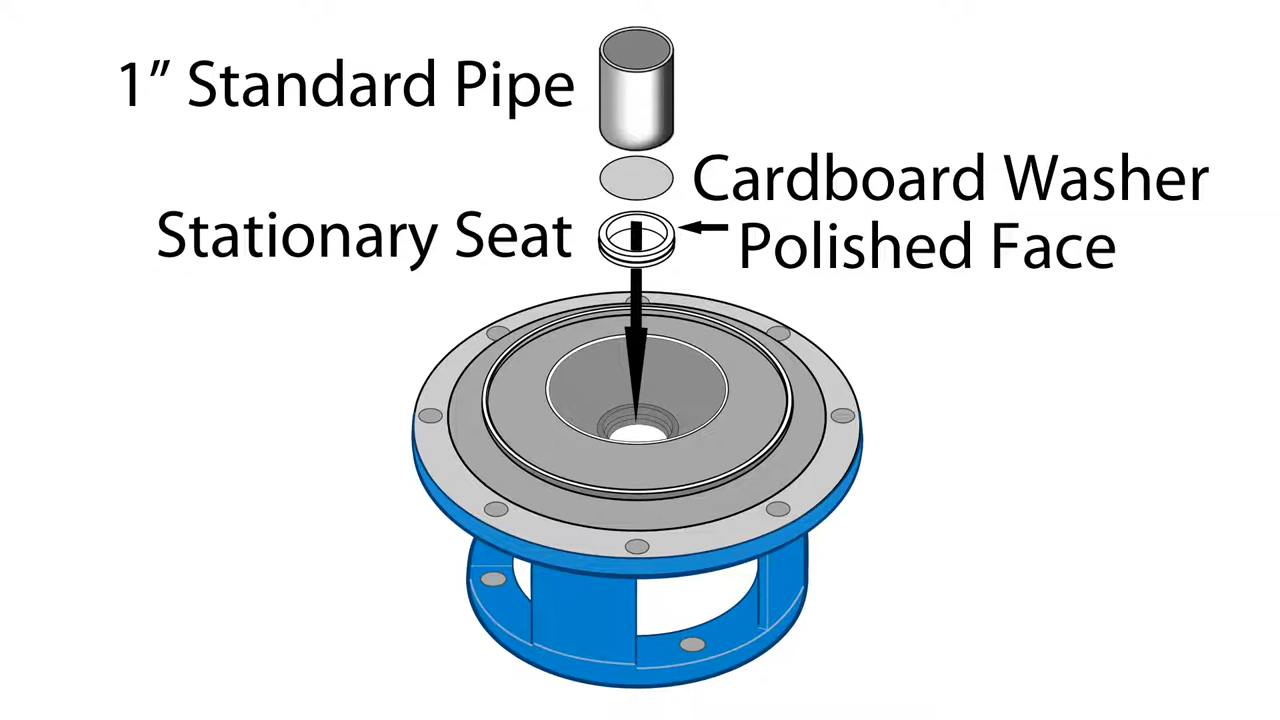 1” Standard Pipe
Cardboard Washer
Stationary Seat
Polished Face